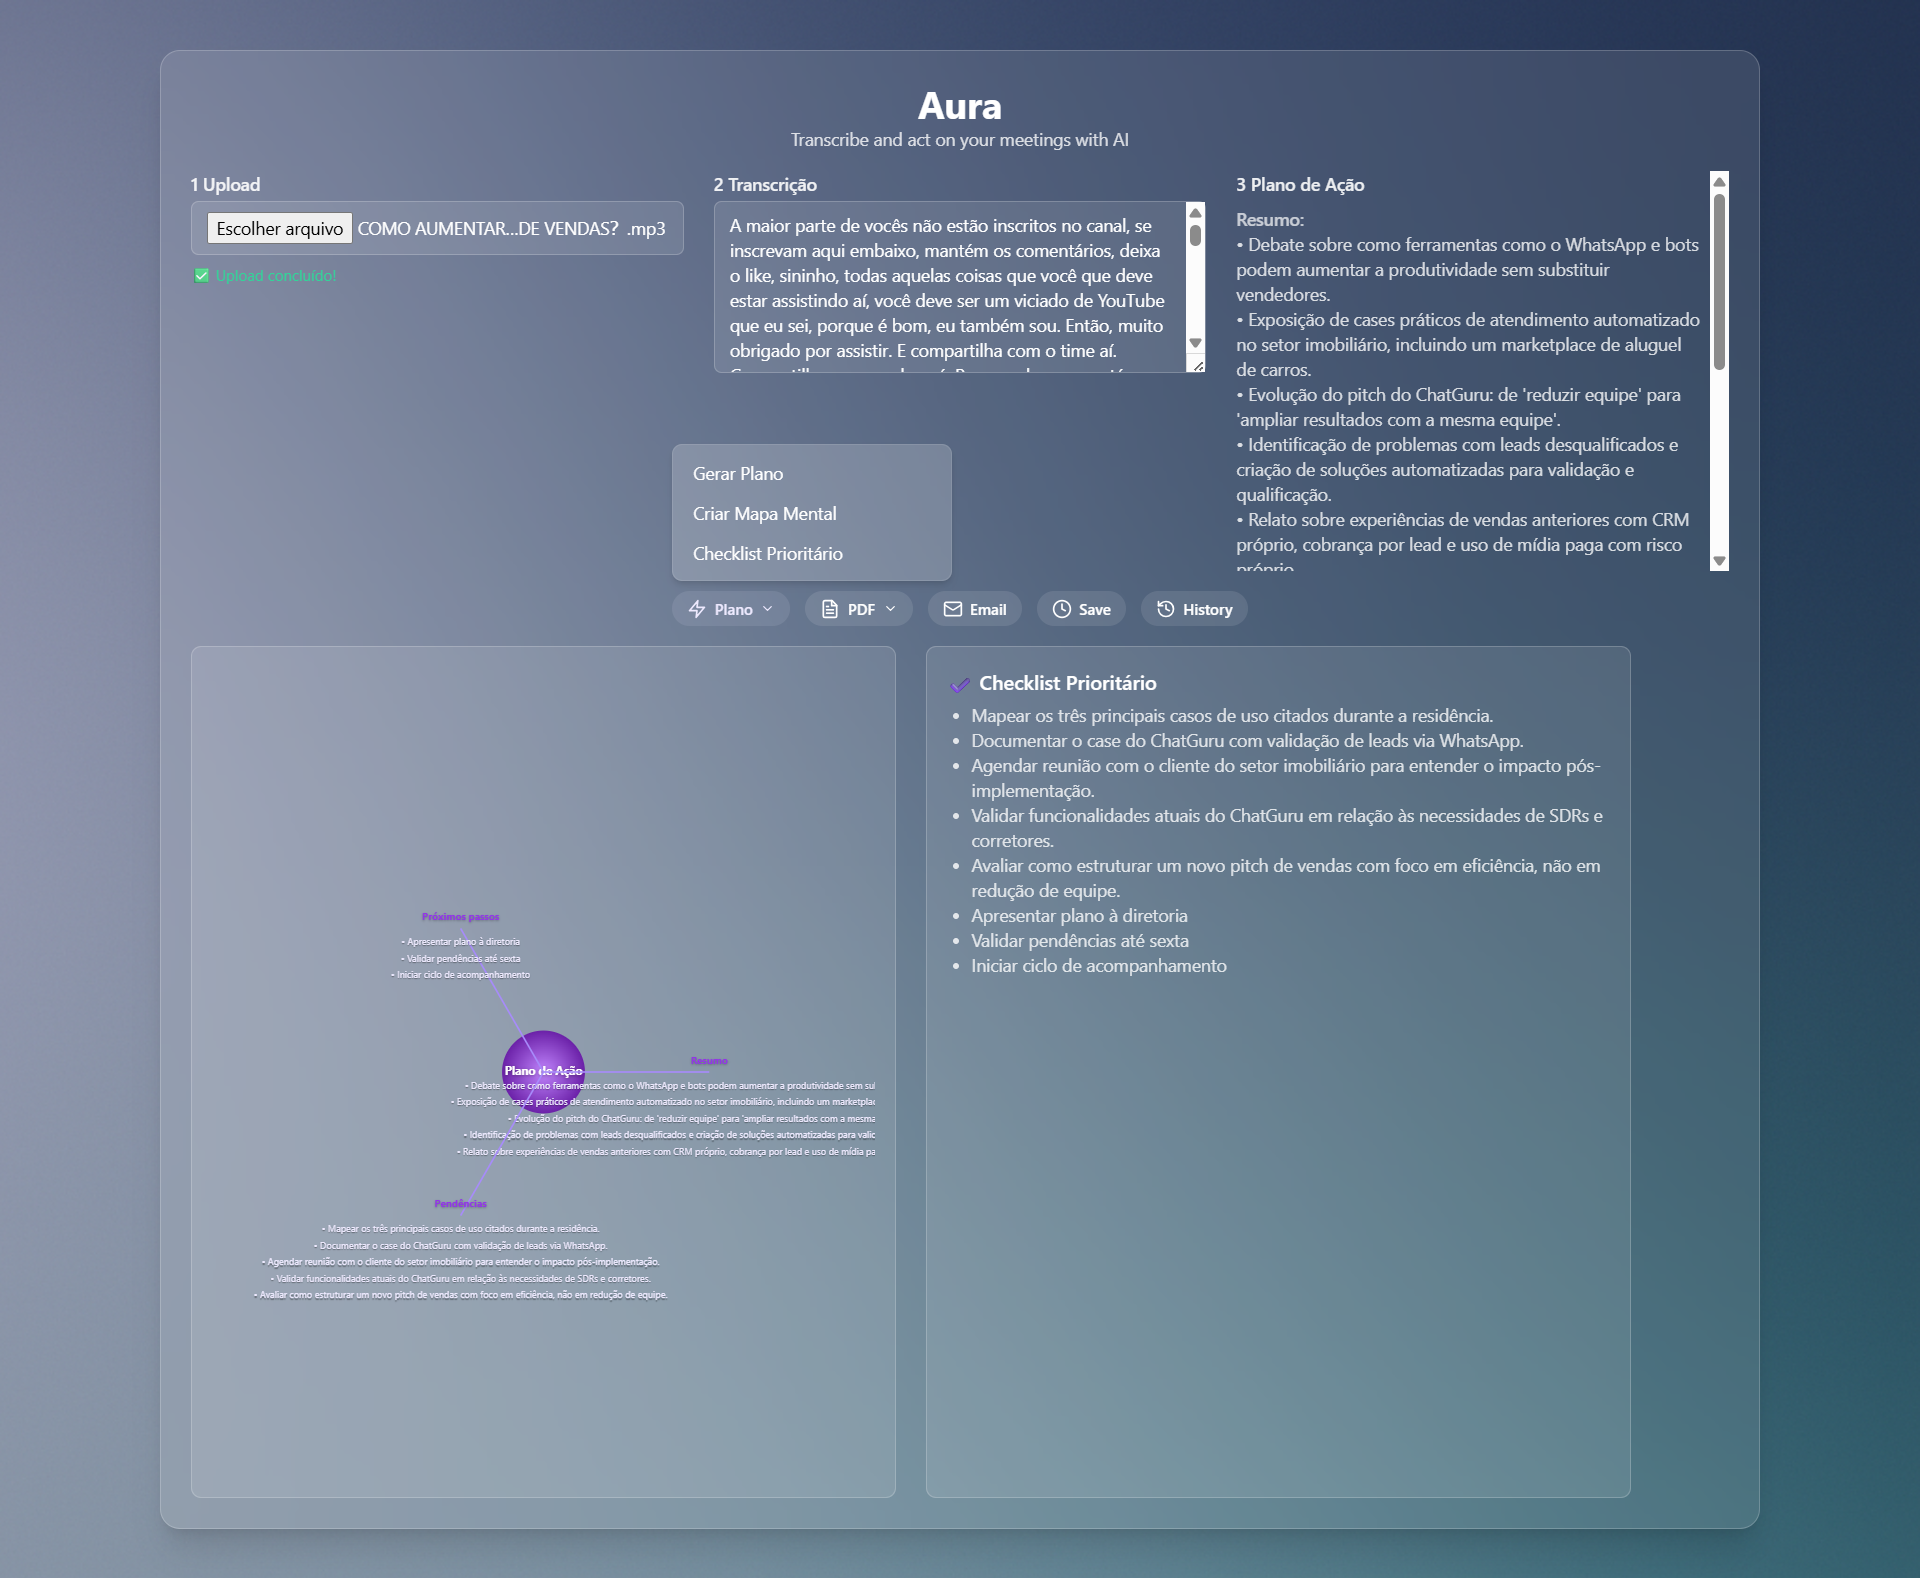 Aura
Transcribe and act on your meetings with AI
1 Upload
Escolher arquivo COMO AUMENTAR...DE VENDAS? .mp3
✅ Upload concluído!
2 Transcrição
A maior parte de vocês não estão inscritos no canal, se
inscrevam aqui embaixo, mantém os comentários, deixa
o like, sininho, todas aquelas coisas que você que deve
estar assistindo aí, você deve ser um viciado de YouTube
que eu sei, porque é bom, eu também sou. Então, muito
obrigado por assistir. E compartilha com o time aí.
3 Plano de Ação
Resumo:
• Debate sobre como ferramentas como o WhatsApp e bots
podem aumentar a produtividade sem substituir
vendedores.
• Exposição de cases práticos de atendimento automatizado
no setor imobiliário, incluindo um marketplace de aluguel
de carros.
• Evolução do pitch do ChatGuru: de 'reduzir equipe' para
'ampliar resultados com a mesma equipe'.
• Identificação de problemas com leads desqualificados e
criação de soluções automatizadas para validação e
qualificação.
• Relato sobre experiências de vendas anteriores com CRM
próprio, cobrança por lead e uso de mídia paga com risco
próprio.
Gerar Plano
Criar Mapa Mental
Checklist Prioritário
Plano
PDF
Email
Save
History
Próximos passos
- Apresentar plano à diretoria
- Validar pendências até sexta
- Iniciar ciclo de acompanhamento
Plano de Ação
Resumo
- Debate sobre como ferramentas como o WhatsApp e bots podem aumentar a produtividade sem sul
- Exposição de cases práticos de atendimento automatizado no setor imobiliário, incluindo um marketplac
- Evolução do pitch do ChatGuru: de 'reduzir equipe' para 'ampliar resultados com a mesma
- Identificação de problemas com leads desqualificados e criação de soluções automatizadas para valic
- Relato sobre experiências de vendas anteriores com CRM próprio, cobrança por lead e uso de mídia pa
Pendências
- Mapear os três principais casos de uso citados durante a residência.
- Documentar o case do ChatGuru com validação de leads via WhatsApp.
- Agendar reunião com o cliente do setor imobiliário para entender o impacto pós-implementação.
- Validar funcionalidades atuais do ChatGuru em relação às necessidades de SDRs e corretores.
- Avaliar como estruturar um novo pitch de vendas com foco em eficiência, não em redução de equipe.
✔ Checklist Prioritário
• Mapear os três principais casos de uso citados durante a residência.
• Documentar o case do ChatGuru com validação de leads via WhatsApp.
• Agendar reunião com o cliente do setor imobiliário para entender o impacto pós-
implementação.
• Validar funcionalidades atuais do ChatGuru em relação às necessidades de SDRs e
corretores.
• Avaliar como estruturar um novo pitch de vendas com foco em eficiência, não em
redução de equipe.
• Apresentar plano à diretoria
• Validar pendências até sexta
• Iniciar ciclo de acompanhamento